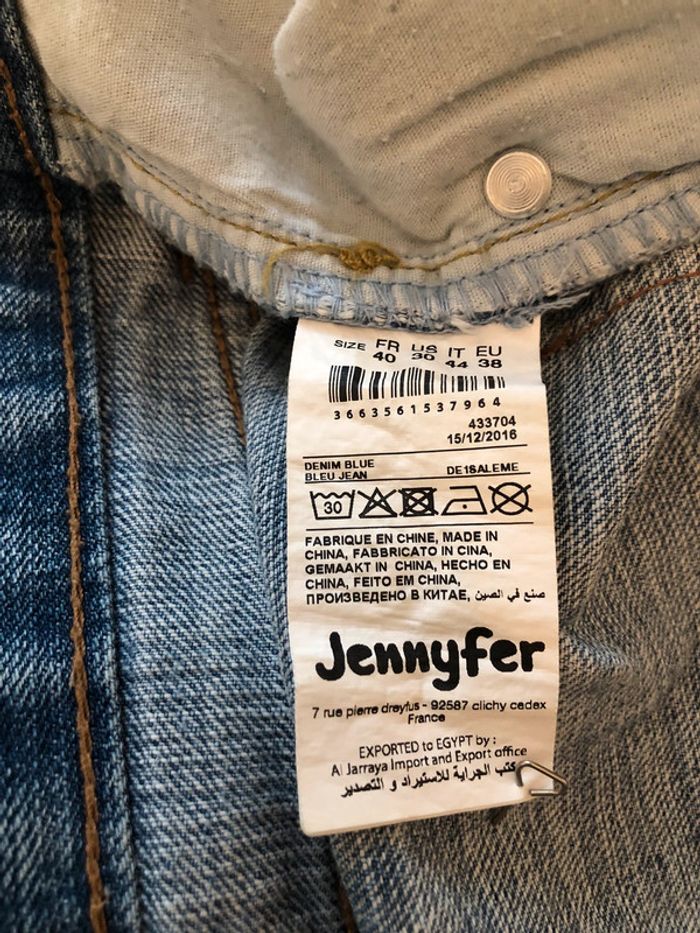 SIZE FR US IT EU
40 30 44 38
3663561537964
433704
15/12/2016
DENIM BLUE
BLEU JEAN DE1SALEME
30
FABRIQUE EN CHINE, MADE IN
CHINA, FABBRICATO IN CINA,
GEMAAKT IN CHINA, HECHO EN
CHINA, FEITO EM CHINA,
ПРОИЗВЕДЕНО В КИТАЕ, صنع في الصين
Jennyfer
7 rue pierre dreyfus - 92587 clichy cedex
France
EXPORTED to EGYPT by :
Al Jarraya Import and Export office
كتب الجراية للاستيراد و التصدير